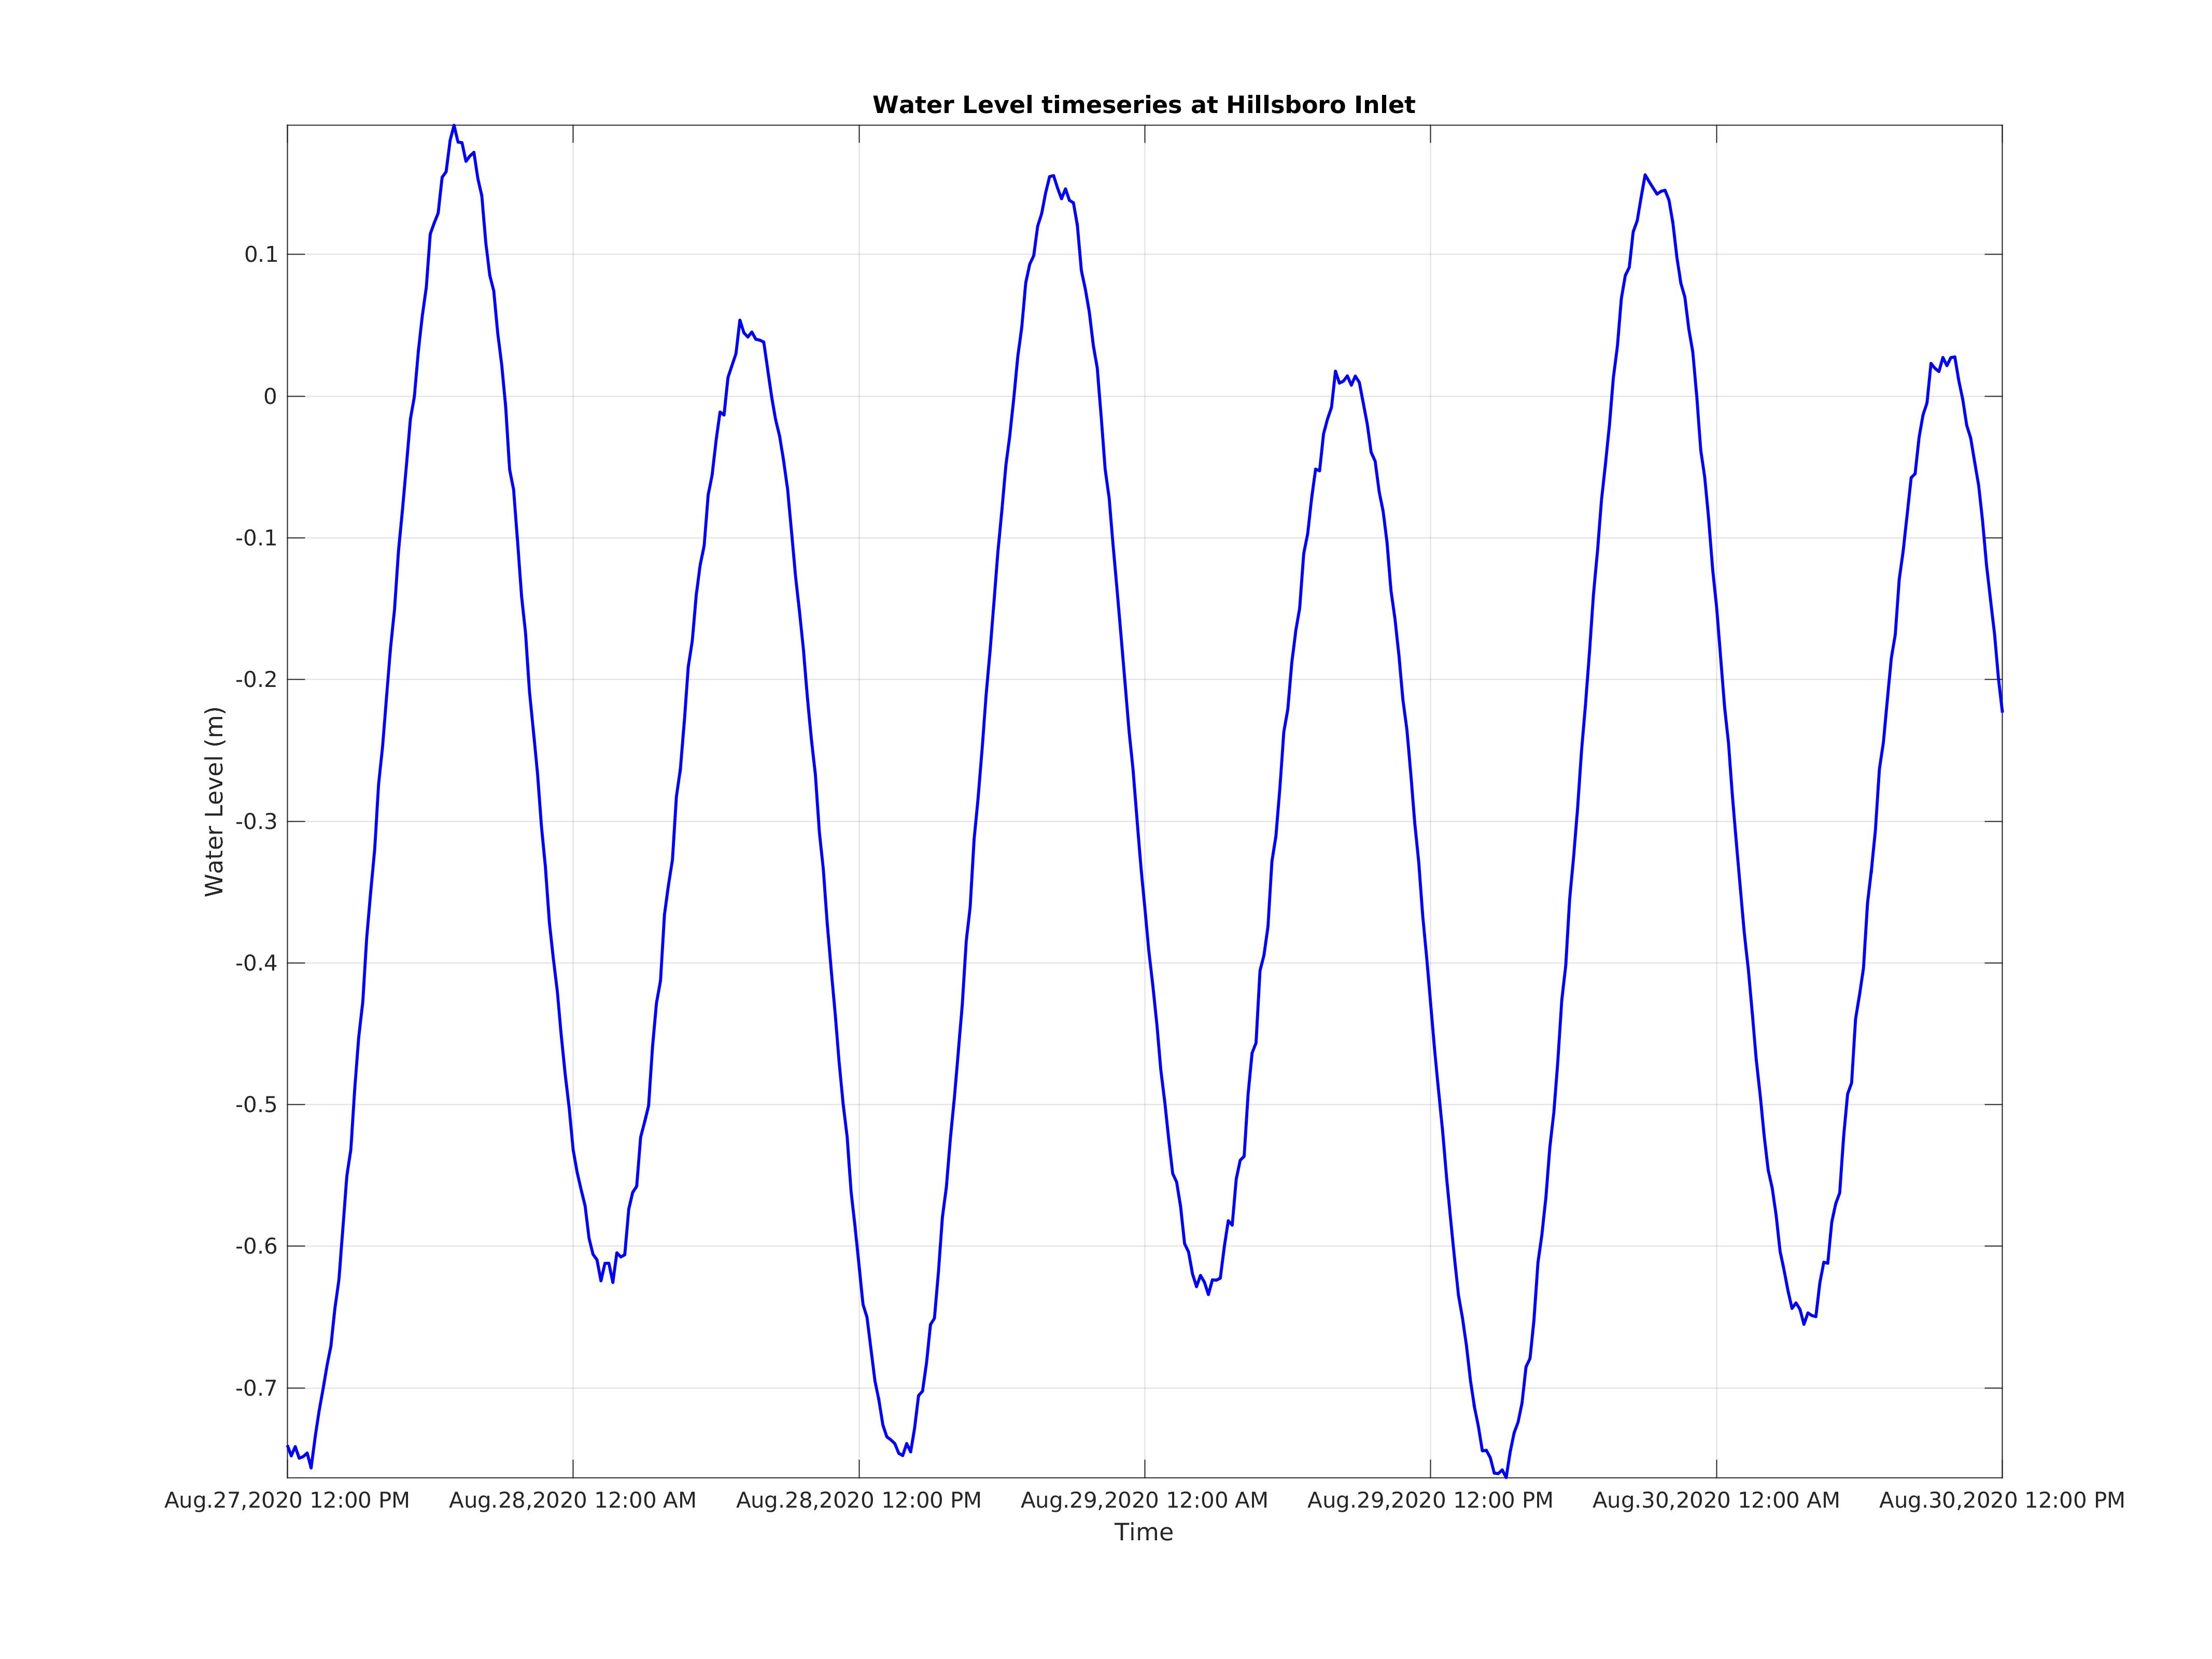 Water Level timeseries at Hillsboro Inlet
0.1
0
-0.1
-0.2
-0.3
-0.4
-0.5
-0.6
-0.7
Water Level (m)
Aug.27,2020 12:00 PM
Aug.28,2020 12:00 AM
Aug.28,2020 12:00 PM
Aug.29,2020 12:00 AM
Aug.29,2020 12:00 PM
Aug.30,2020 12:00 AM
Aug.30,2020 12:00 PM
Time